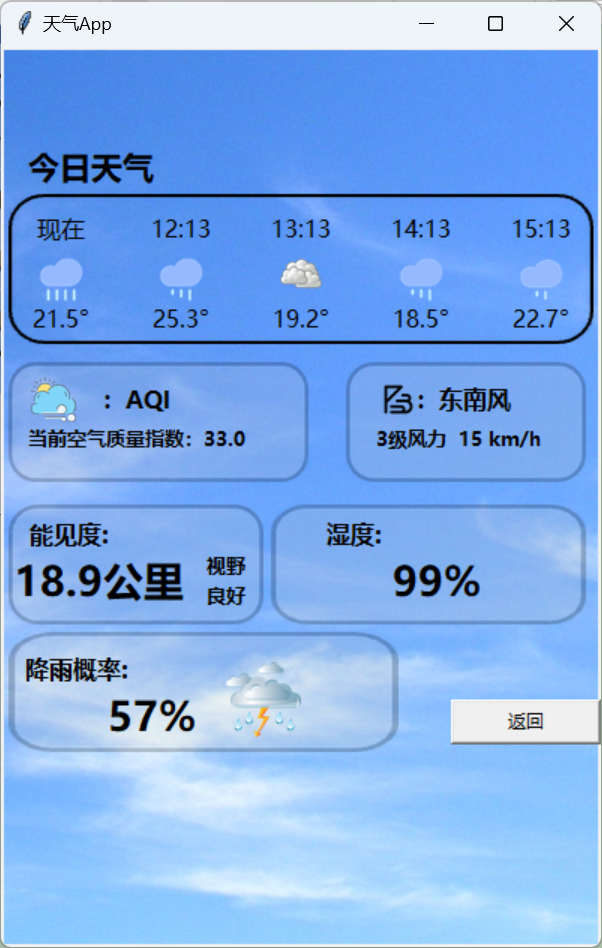 天气App
今日天气
现在 12:13 13:13 14:13 15:13
21.5° 25.3° 19.2° 18.5° 22.7°
：AQI
当前空气质量指数：33.0
：东南风
3级风力 15 km/h
能见度:
18.9公里
视野
良好
湿度:
99%
降雨概率:
57%
返回